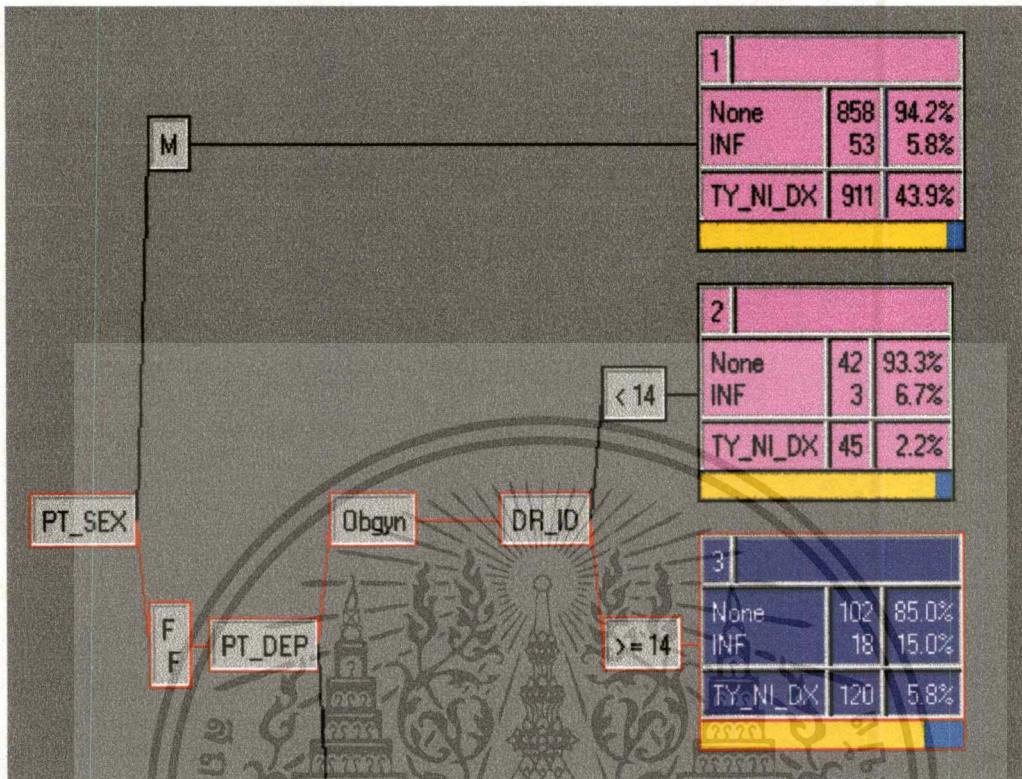 1
None 858 94.2%
INF 53 5.8%
TY_NI_DX 911 43.9%
M
2
None 42 93.3%
INF 3 6.7%
TY_NI_DX 45 2.2%
< 14
PT_SEX
Obgyn
DR_ID
3
None 102 85.0%
INF 18 15.0%
TY_NI_DX 120 5.8%
>= 14
F
F
PT_DEP